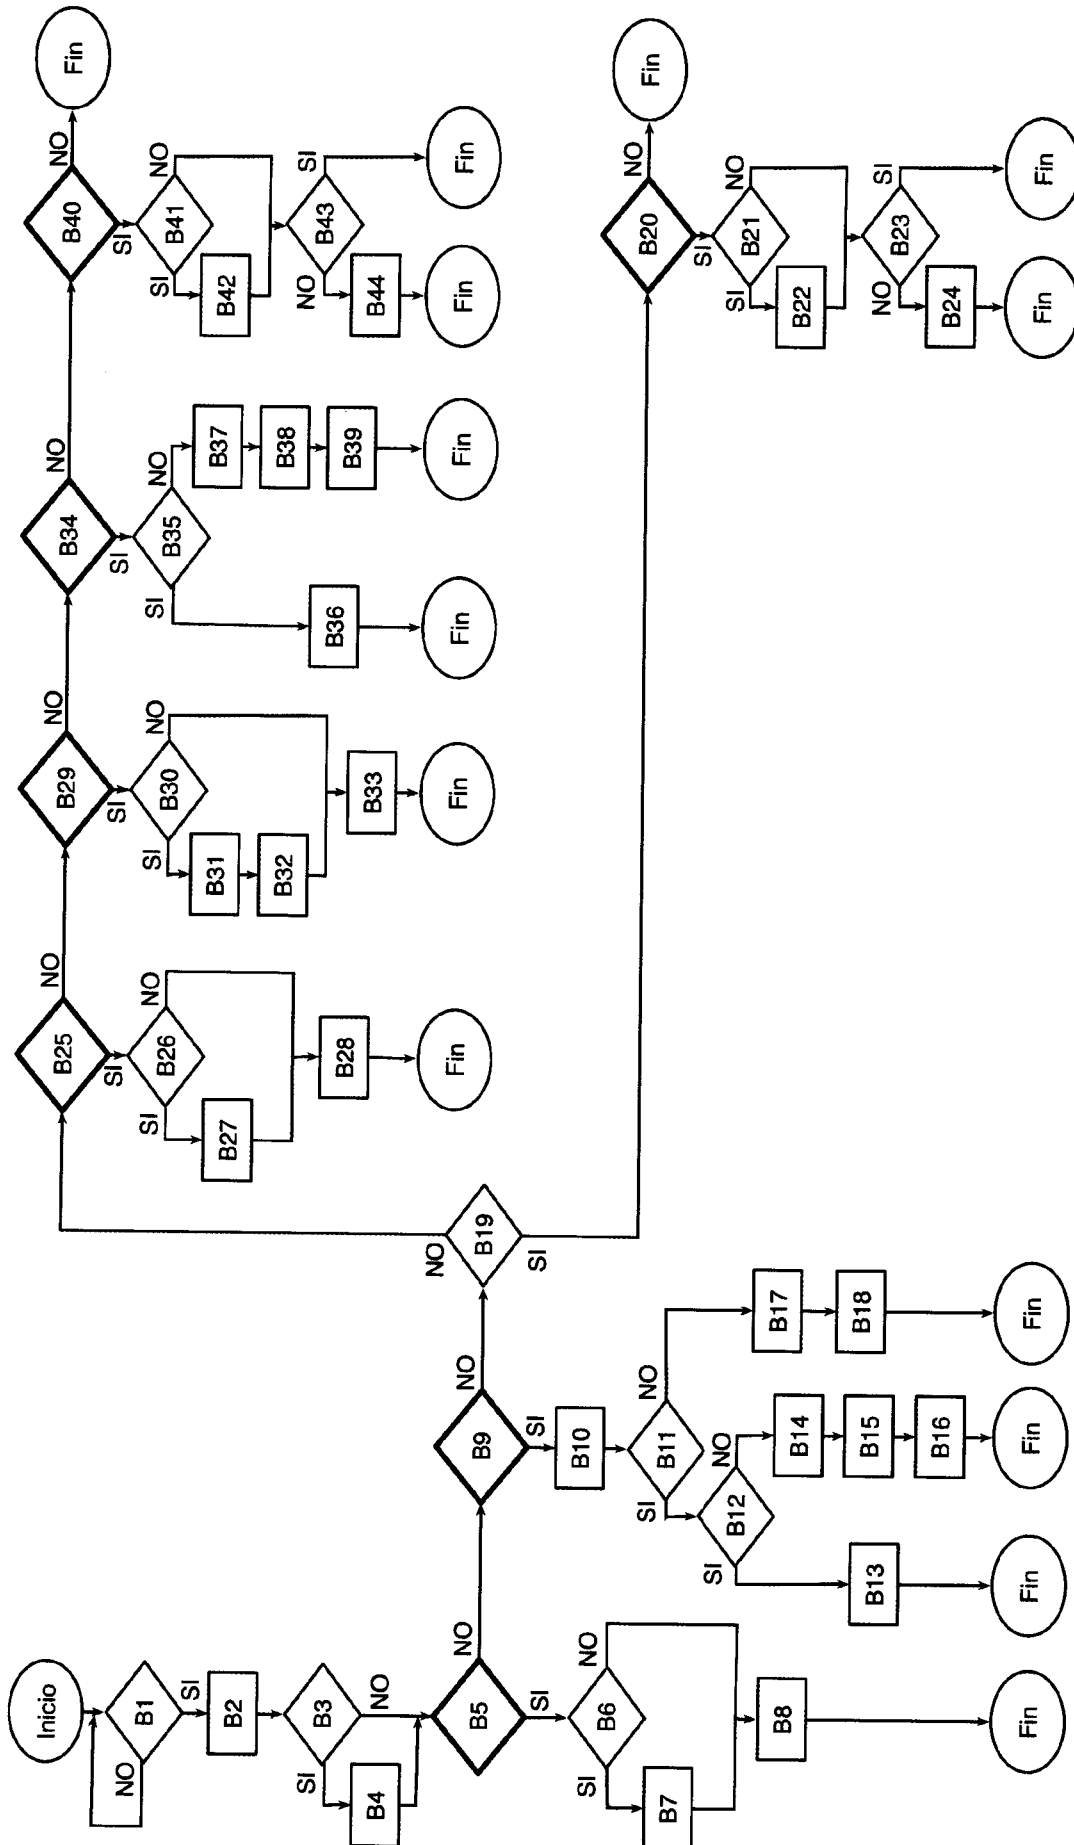 Inicio
B1
NO
SI
B2
B3
SI
NO
B4
B5
NO
SI
B6
SI
NO
B7
B8
Fin
B9
NO
SI
B10
B11
SI
NO
B12
SI
NO
B13
Fin
B14
B15
B16
Fin
B17
B18
Fin
B19
NO
SI
B20
NO
Fin
SI
B21
SI
NO
B22
B23
NO
SI
B24
Fin
Fin
B25
NO
SI
B26
SI
NO
B27
B28
Fin
B29
NO
SI
B30
SI
NO
B31
B32
B33
Fin
B34
NO
SI
B35
SI
NO
B36
Fin
B37
B38
B39
Fin
B40
NO
Fin
SI
B41
SI
NO
B42
B43
NO
SI
B44
Fin
Fin